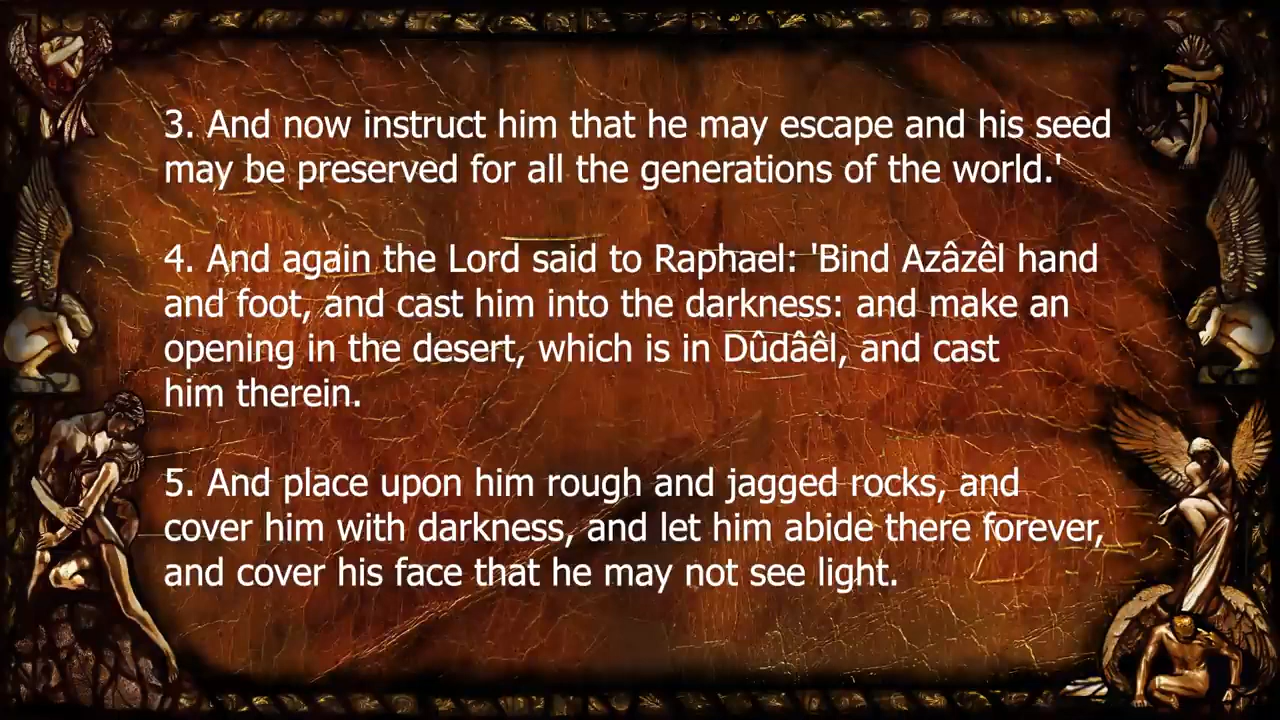 3. And now instruct him that he may escape and his seed
may be preserved for all the generations of the world.'
4. And again the Lord said to Raphael: 'Bind Azâzêl hand
and foot, and cast him into the darkness: and make an
opening in the desert, which is in Dûdâêl, and cast
him therein.
5. And place upon him rough and jagged rocks, and
cover him with darkness, and let him abide there forever,
and cover his face that he may not see light.